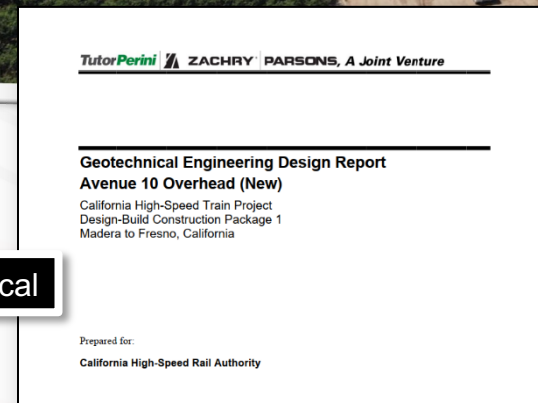 TutorPerini ZACHRY PARSONS, A Joint Venture
Geotechnical Engineering Design Report
Avenue 10 Overhead (New)
California High-Speed Train Project
Design-Build Construction Package 1
Madera to Fresno, California
cal
Prepared for:
California High-Speed Rail Authority